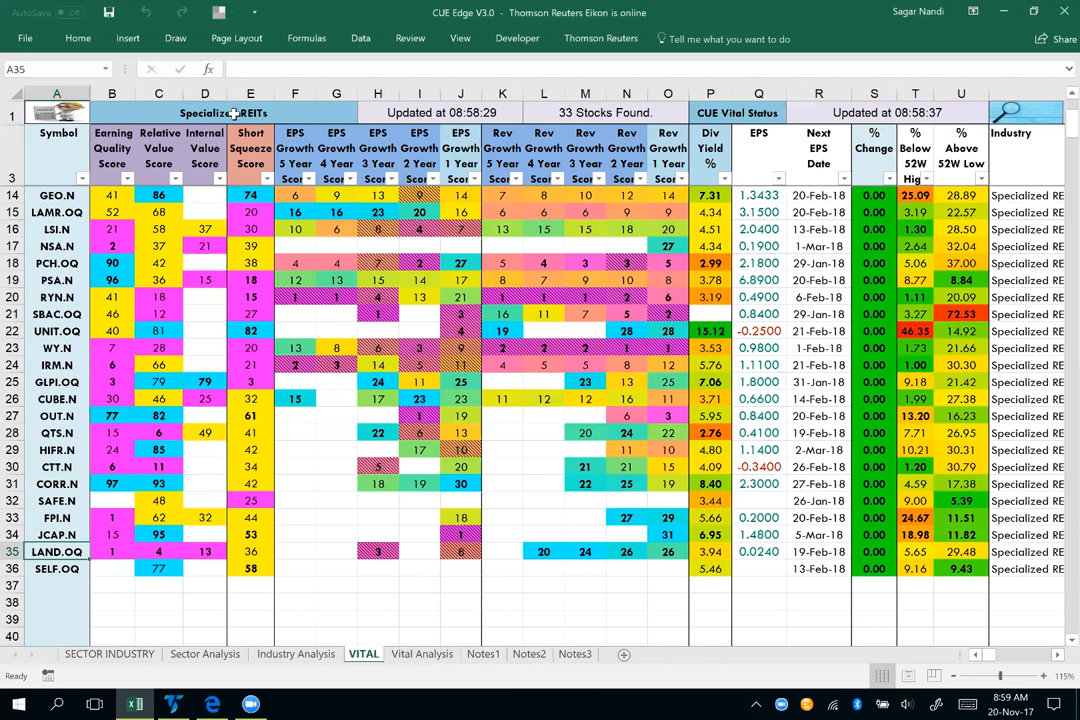 AutoSave Off
CUE Edge V3.0 - Thomson Reuters Eikon is online
Sagar Nandi
File Home Insert Draw Page Layout Formulas Data Review View Developer Thomson Reuters Tell me what you want to do Share
A35 fx
A B C D E F G H I J K L M N O P Q R S T U
1 Specialized REITs Updated at 08:58:29 33 Stocks Found. CUE Vital Status Updated at 08:58:37
Symbol Earning Relative Internal Short EPS EPS EPS EPS EPS Rev Rev Rev Rev Rev Div EPS Next % % % Industry
Quality Value Value Squeeze Growth Growth Growth Growth Growth Growth Growth Growth Growth Growth Yield EPS Change Below Above
Score Score Score Score 5 Year 4 Year 3 Year 2 Year 1 Year 5 Year 4 Year 3 Year 2 Year 1 Year % Date 52W 52W Low
3 Scor Scor Scor Scor Scor Scor Scor Scor Scor Scor Hig
14 GEO.N 41 86 74 6 9 13 9 14 7 8 10 12 14 7.31 1.3433 20-Feb-18 0.00 25.09 28.89 Specialized RE
15 LAMR.OQ 52 68 20 16 16 23 20 16 6 6 6 9 9 4.34 3.1500 20-Feb-18 0.00 3.19 22.57 Specialized RE
16 LSI.N 21 58 37 30 10 6 8 4 7 13 15 15 18 20 4.51 2.0400 13-Feb-18 0.00 1.30 28.50 Specialized RE
17 NSA.N 2 37 21 39 27 4.34 0.1900 1-Mar-18 0.00 2.64 32.04 Specialized RE
18 PCH.OQ 90 42 38 4 4 7 2 27 5 4 3 3 5 2.99 2.1800 29-Jan-18 0.00 5.06 37.00 Specialized RE
19 PSA.N 96 36 15 18 12 13 15 14 17 8 7 9 10 8 3.78 6.8900 20-Feb-18 0.00 8.77 8.84 Specialized RE
20 RYN.N 41 18 15 1 1 4 13 21 1 1 1 2 6 3.19 0.4900 6-Feb-18 0.00 1.11 20.09 Specialized RE
21 SBAC.OQ 46 12 27 1 3 16 11 7 5 2 0.8400 29-Jan-18 0.00 3.27 72.53 Specialized RE
22 UNIT.OQ 40 81 82 4 19 28 28 15.12 -0.2500 21-Feb-18 0.00 46.35 14.92 Specialized RE
23 WY.N 7 28 20 13 8 6 3 9 2 2 2 1 1 3.53 0.9800 1-Feb-18 0.00 1.73 21.66 Specialized RE
24 IRM.N 6 66 21 2 3 14 5 11 4 5 5 8 12 5.76 1.1100 21-Feb-18 0.00 1.00 30.30 Specialized RE
25 GLPI.OQ 3 79 79 3 24 11 25 23 13 25 7.06 1.8000 31-Jan-18 0.00 9.18 21.42 Specialized RE
26 CUBE.N 30 46 25 32 15 17 23 23 11 12 12 16 11 3.71 0.6600 14-Feb-18 0.00 1.99 27.38 Specialized RE
27 OUT.N 77 82 61 1 19 6 3 5.95 0.8400 20-Feb-18 0.00 13.20 16.23 Specialized RE
28 QTS.N 15 6 49 41 22 6 13 20 24 22 2.76 0.4100 19-Feb-18 0.00 7.71 26.95 Specialized RE
29 HIFR.N 24 85 42 17 10 11 10 4.80 1.1400 2-Mar-18 0.00 10.21 31.31 Specialized RE
30 CTT.N 6 11 34 5 20 21 21 15 4.09 -0.3400 26-Feb-18 0.00 1.20 30.79 Specialized RE
31 CORR.N 97 93 42 18 19 30 22 25 19 8.40 2.3000 27-Feb-18 0.00 4.59 17.38 Specialized RE
32 SAFE.N 48 25 3.44 26-Jan-18 0.00 9.00 5.39 Specialized RE
33 FPI.N 1 62 32 44 18 27 29 5.66 0.2000 20-Feb-18 0.00 24.67 11.51 Specialized RE
34 JCAP.N 15 95 53 1 31 6.95 1.4800 5-Mar-18 0.00 18.98 11.82 Specialized RE
35 LAND.OQ 1 4 13 36 3 8 20 24 26 26 3.94 0.0240 19-Feb-18 0.00 5.65 29.48 Specialized RE
36 SELF.OQ 77 58 5.46 13-Feb-18 0.00 9.16 9.43 Specialized RE
37
38
39
40
SECTOR INDUSTRY Sector Analysis Industry Analysis VITAL Vital Analysis Notes1 Notes2 Notes3
Ready 115%
8:59 AM
20-Nov-17